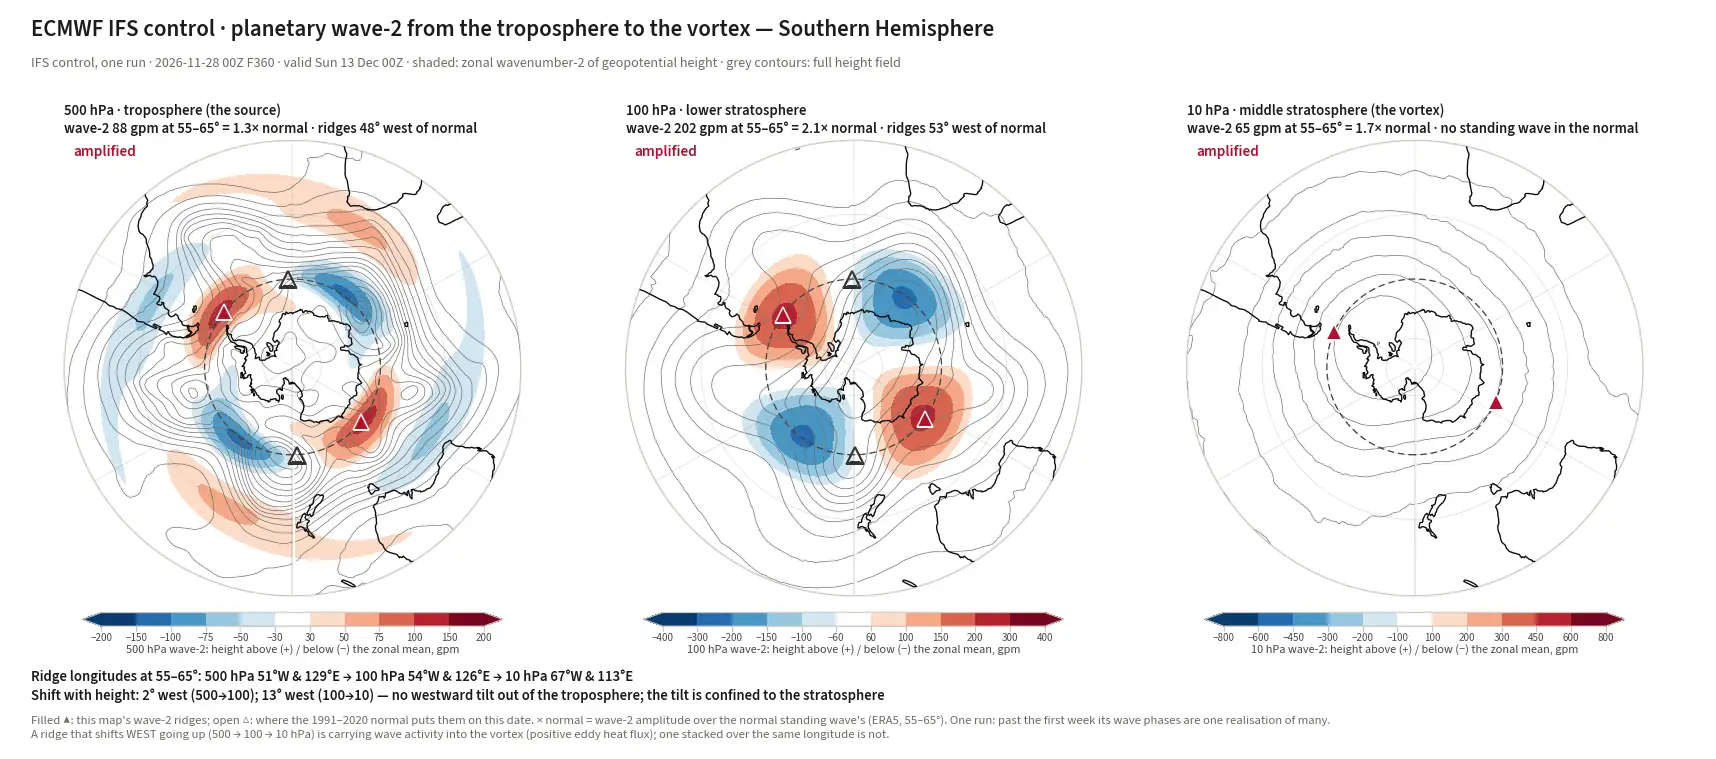 ECMWF IFS control · planetary wave-2 from the troposphere to the vortex — Southern Hemisphere
IFS control, one run · 2026-11-28 00Z F360 · valid Sun 13 Dec 00Z · shaded: zonal wavenumber-2 of geopotential height · grey contours: full height field
500 hPa · troposphere (the source)
wave-2 88 gpm at 55–65° = 1.3× normal · ridges 48° west of normal
amplified
100 hPa · lower stratosphere
wave-2 202 gpm at 55–65° = 2.1× normal · ridges 53° west of normal
amplified
10 hPa · middle stratosphere (the vortex)
wave-2 65 gpm at 55–65° = 1.7× normal · no standing wave in the normal
amplified
−200 −150 −100 −75 −50 −30 30 50 75 100 150 200
500 hPa wave-2: height above (+) / below (−) the zonal mean, gpm
−400 −300 −200 −150 −100 −60 60 100 150 200 300 400
100 hPa wave-2: height above (+) / below (−) the zonal mean, gpm
−800 −600 −450 −300 −200 −100 100 200 300 450 600 800
10 hPa wave-2: height above (+) / below (−) the zonal mean, gpm
Ridge longitudes at 55–65°: 500 hPa 51°W & 129°E → 100 hPa 54°W & 126°E → 10 hPa 67°W & 113°E
Shift with height: 2° west (500→100); 13° west (100→10) — no westward tilt out of the troposphere; the tilt is confined to the stratosphere
Filled ▲: this map's wave-2 ridges; open △: where the 1991–2020 normal puts them on this date. × normal = wave-2 amplitude over the normal standing wave's (ERA5, 55–65°). One run: past the first week its wave phases are one realisation of many.
A ridge that shifts WEST going up (500 → 100 → 10 hPa) is carrying wave activity into the vortex (positive eddy heat flux); one stacked over the same longitude is not.